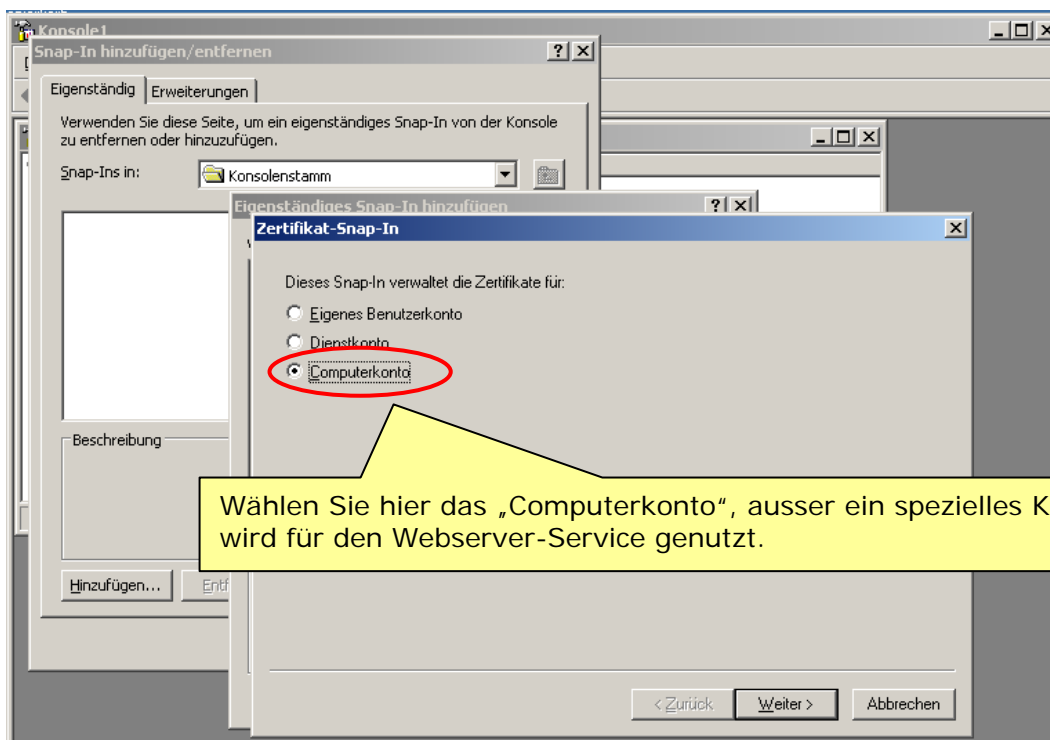 Konsole1
Snap-In hinzufügen/entfernen
Eigenständig Erweiterungen
Verwenden Sie diese Seite, um ein eigenständiges Snap-In von der Konsole
zu entfernen oder hinzuzufügen.
Snap-Ins in: Konsolenstamm
Eigenständiges Snap-In hinzufügen
Zertifikat-Snap-In
Dieses Snap-In verwaltet die Zertifikate für:
Eigenes Benutzerkonto
Dienstkonto
Computerkonto
Beschreibung
Wählen Sie hier das „Computerkonto“, ausser ein spezielles K
wird für den Webserver-Service genutzt.
Hinzufügen... Entf
< Zurück Weiter > Abbrechen